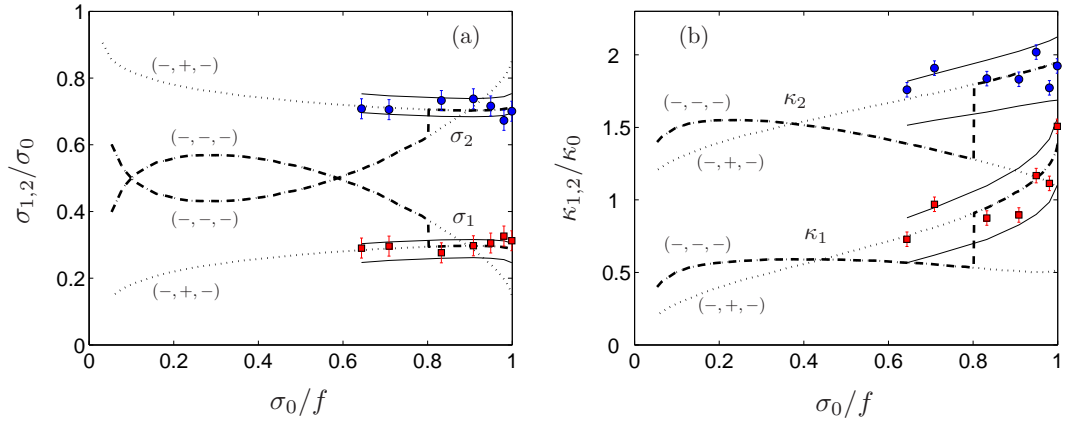 1
0.8
0.6
0.4
0.2
0
0
0.2
0.4
0.6
0.8
1
σ₁,₂/σ₀
σ₀/f
(a)
(−, +, −)
(−, −, −)
(−, −, −)
(−, +, −)
σ₂
σ₁
2
1.5
1
0.5
0
0
0.2
0.4
0.6
0.8
1
κ₁,₂/κ₀
σ₀/f
(b)
(−, −, −)
(−, +, −)
(−, −, −)
(−, +, −)
κ₂
κ₁